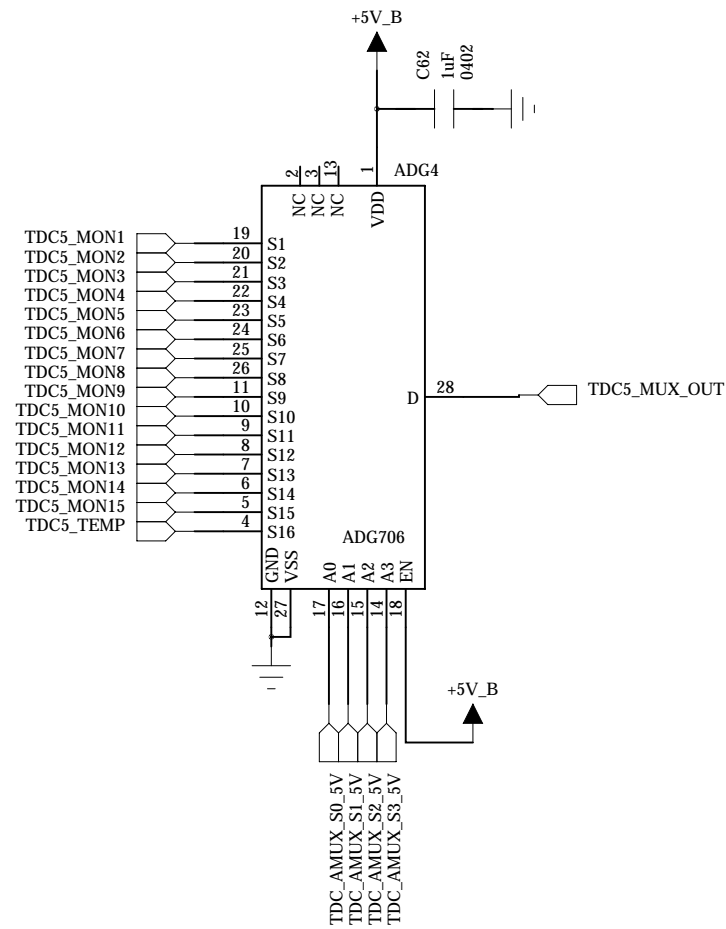 +5V_B
C62
1uF
0402
ADG4
2
3
13
1
NC
NC
NC
VDD
TDC5_MON1 19 S1
TDC5_MON2 20 S2
TDC5_MON3 21 S3
TDC5_MON4 22 S4
TDC5_MON5 23 S5
TDC5_MON6 24 S6
TDC5_MON7 25 S7
TDC5_MON8 26 S8
TDC5_MON9 11 S9
D 28 TDC5_MUX_OUT
TDC5_MON10 10 S10
TDC5_MON11 9 S11
TDC5_MON12 8 S12
TDC5_MON13 7 S13
TDC5_MON14 6 S14
TDC5_MON15 5 S15
TDC5_TEMP 4 S16
ADG706
GND
VSS
A0
A1
A2
A3
EN
12
27
17
16
15
14
18
+5V_B
TDC_AMUX_S0_5V
TDC_AMUX_S1_5V
TDC_AMUX_S2_5V
TDC_AMUX_S3_5V